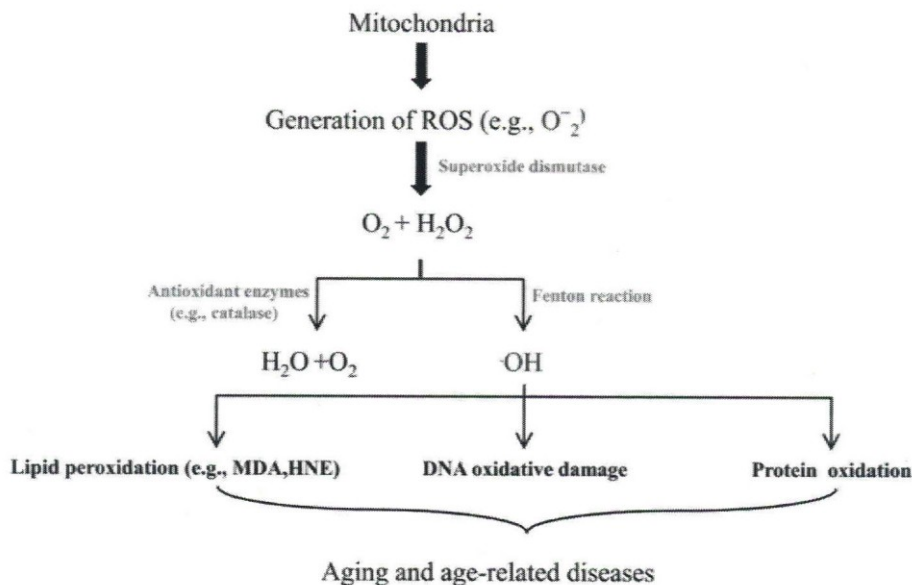 Mitochondria
Generation of ROS (e.g., O⁻₂)
Superoxide dismutase
O₂ + H₂O₂
Antioxidant enzymes
(e.g., catalase)
Fenton reaction
H₂O +O₂
·OH
Lipid peroxidation (e.g., MDA,HNE)
DNA oxidative damage
Protein oxidation
Aging and age-related diseases